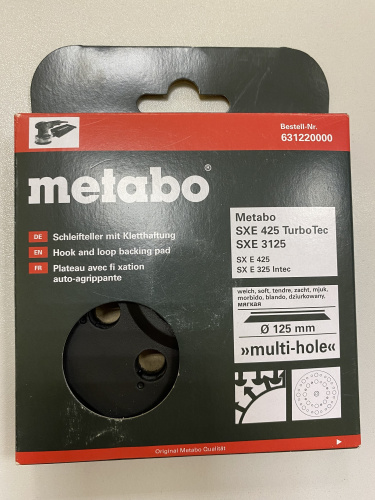 Bestell-Nr.
631220000
metabo®
DE Schleifteller mit Kletthaftung
EN Hook and loop backing pad
FR Plateau avec fi xation
auto-agrippante
Metabo
SXE 425 TurboTec
SXE 3125
SX E 425
SX E 325 Intec
weich, soft, tendre, zacht, mjuk,
morbido, blando, dziurkowany,
мягкая
Ø 125 mm
»multi-hole«
Original Metabo Qualität